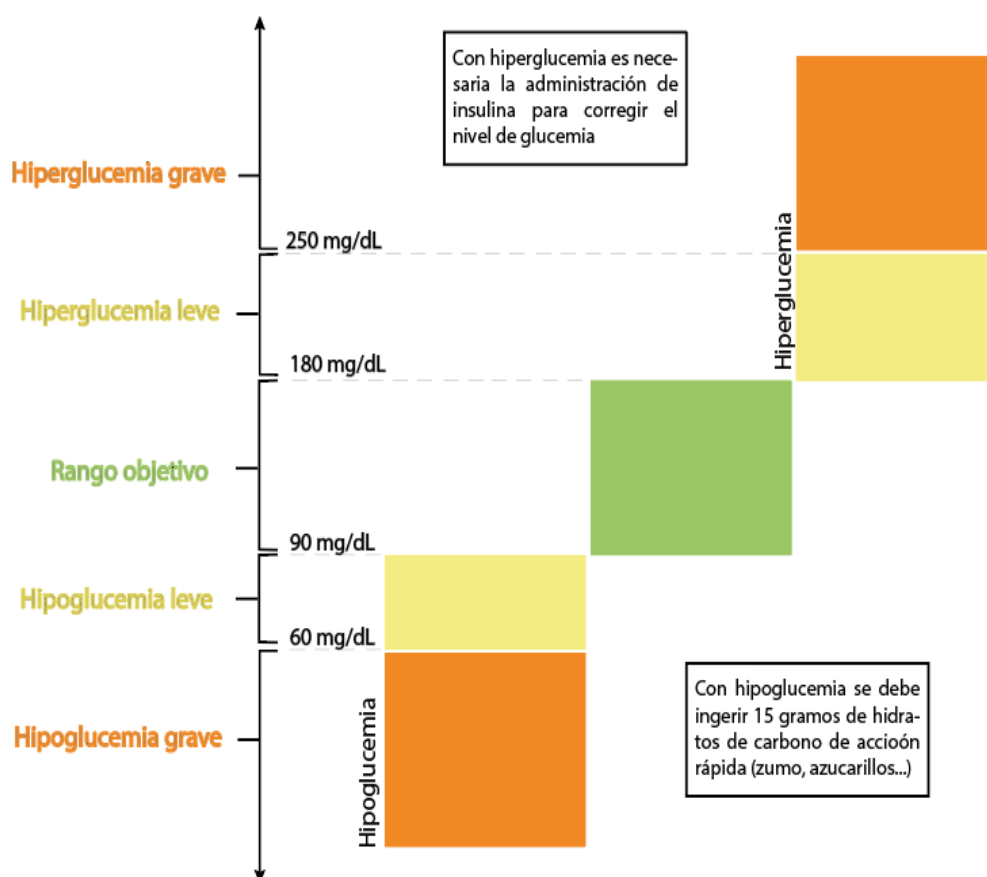 Con hiperglucemia es nece-
saria la administración de
insulina para corregir el
nivel de glucemia
Hiperglucemia grave
250 mg/dL
Hiperglucemia
Hiperglucemia leve
180 mg/dL
Rango objetivo
90 mg/dL
Hipoglucemia leve
60 mg/dL
Con hipoglucemia se debe
ingerir 15 gramos de hidra-
tos de carbono de accioón
rápida (zumo, azucarillos...)
Hipoglucemia grave
Hipoglucemia